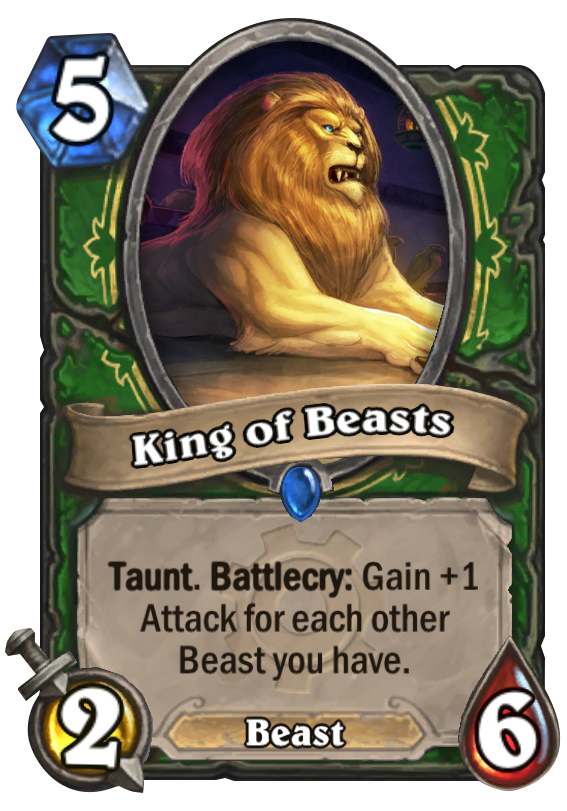 5
King of Beasts
Taunt. Battlecry: Gain +1
Attack for each other
Beast you have.
2
Beast
6